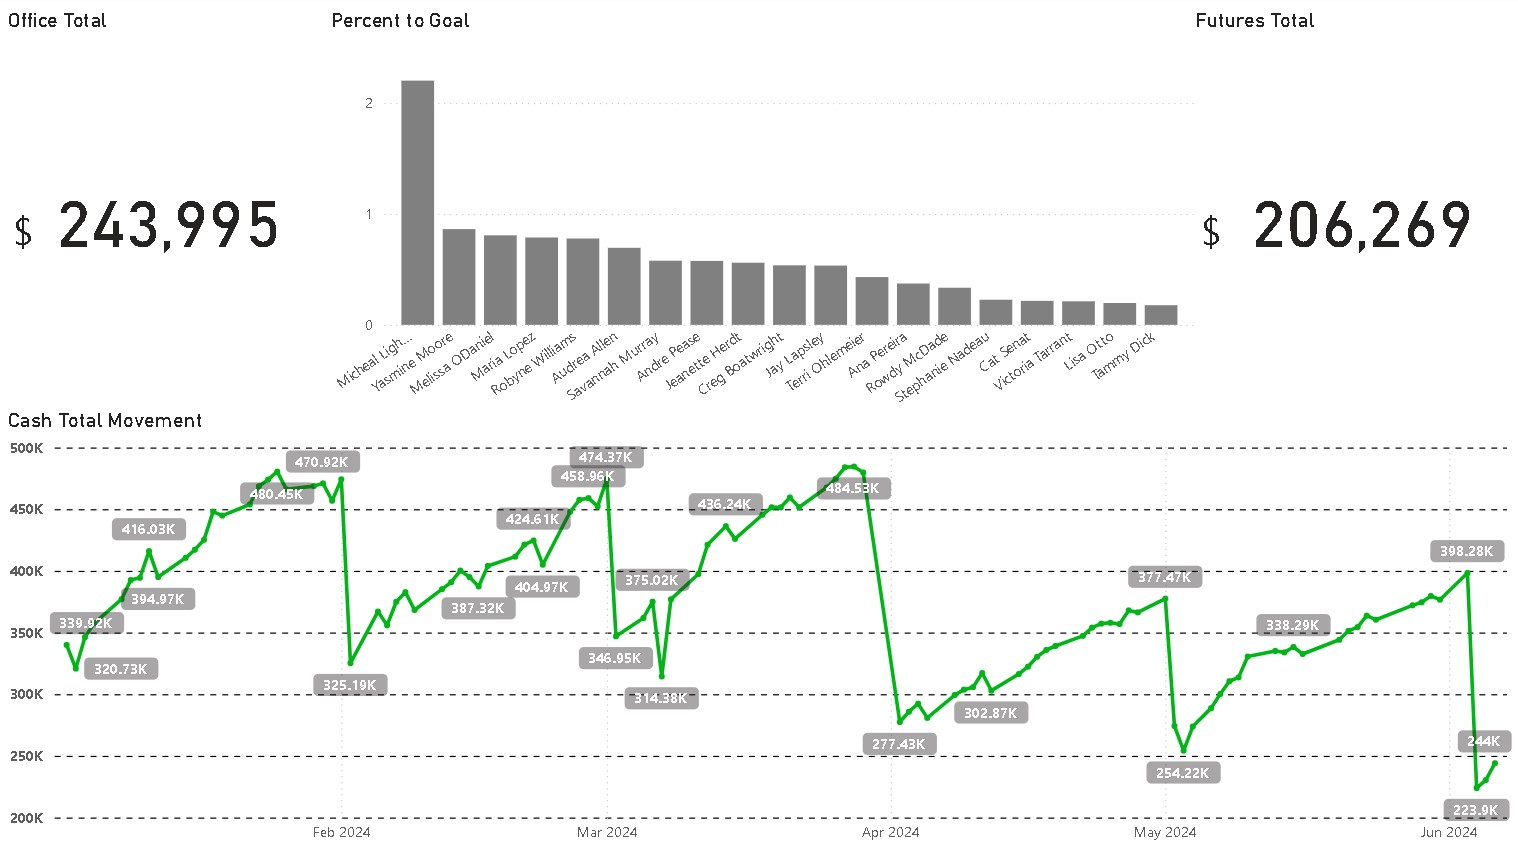 Office Total
Percent to Goal
Futures Total
2
1
0
$ 243,995
$ 206,269
Micheal Ligh...
Yasmine Moore
Melissa ODaniel
Maria Lopez
Robyne Williams
Audrea Allen
Savannah Murray
Andre Pease
Jeanette Herdt
Creg Boatwright
Jay Lapsley
Terri Ohlemeier
Ana Pereira
Rowdy McDade
Stephanie Nadeau
Cat Senat
Victoria Tarrant
Lisa Otto
Tammy Dick
Cash Total Movement
500K
450K
400K
350K
300K
250K
200K
339.92K
320.73K
416.03K
394.97K
480.45K
470.92K
325.19K
387.32K
424.61K
404.97K
458.96K
474.37K
346.95K
375.02K
314.38K
436.24K
484.53K
277.43K
302.87K
377.47K
254.22K
338.29K
398.28K
244K
223.9K
Feb 2024
Mar 2024
Apr 2024
May 2024
Jun 2024